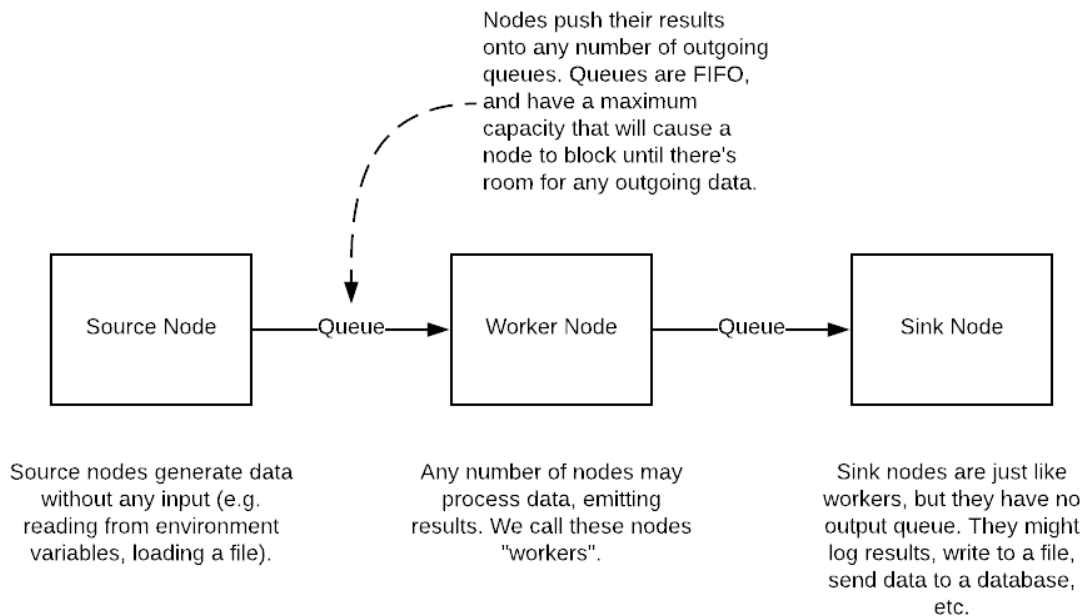 Nodes push their results
onto any number of outgoing
queues. Queues are FIFO,
and have a maximum
capacity that will cause a
node to block until there's
room for any outgoing data.
Source Node
Queue
Worker Node
Queue
Sink Node
Source nodes generate data
without any input (e.g.
reading from environment
variables, loading a file).
Any number of nodes may
process data, emitting
results. We call these nodes
"workers".
Sink nodes are just like
workers, but they have no
output queue. They might
log results, write to a file,
send data to a database,
etc.